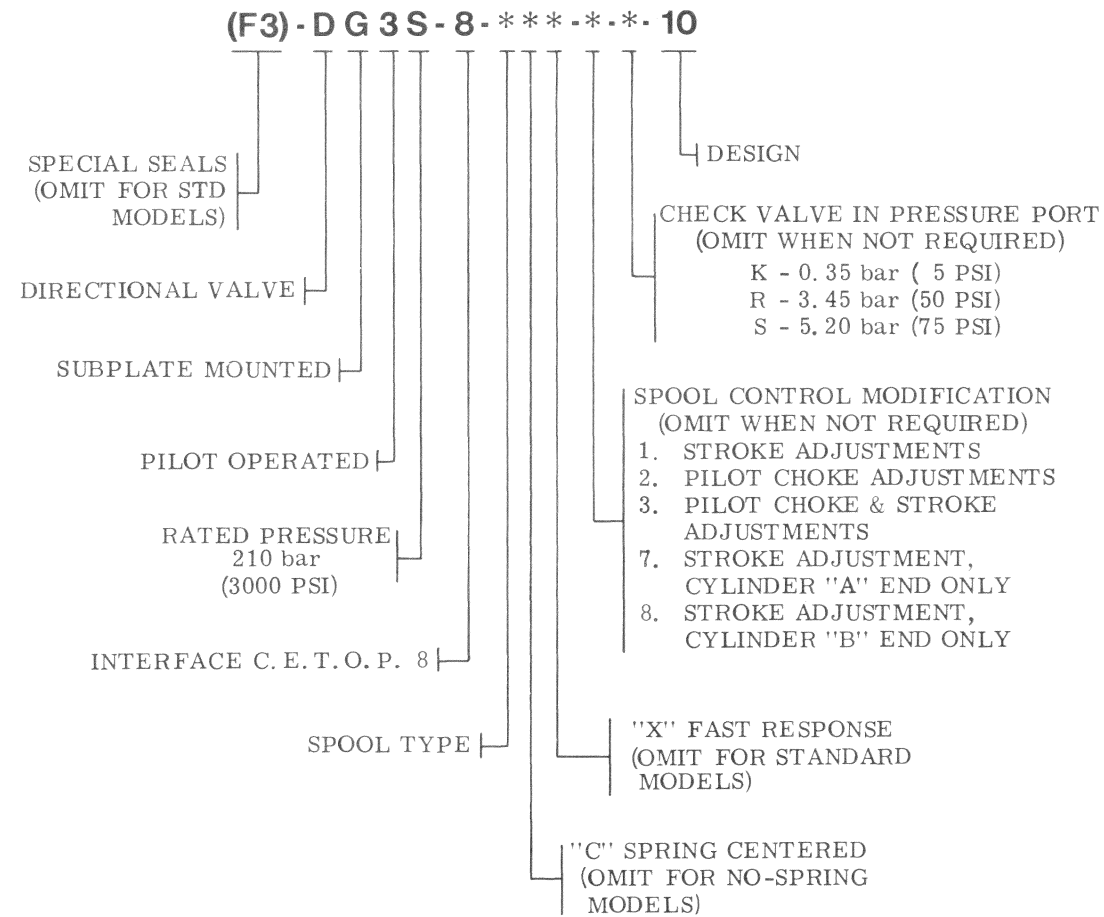 (F3)-DG3S-8-***-*-*-10
SPECIAL SEALS
(OMIT FOR STD
MODELS)
DIRECTIONAL VALVE
SUBPLATE MOUNTED
PILOT OPERATED
RATED PRESSURE
210 bar
(3000 PSI)
INTERFACE C.E.T.O.P. 8
SPOOL TYPE
DESIGN
CHECK VALVE IN PRESSURE PORT
(OMIT WHEN NOT REQUIRED)
K - 0.35 bar ( 5 PSI)
R - 3.45 bar (50 PSI)
S - 5.20 bar (75 PSI)
SPOOL CONTROL MODIFICATION
(OMIT WHEN NOT REQUIRED)
1. STROKE ADJUSTMENTS
2. PILOT CHOKE ADJUSTMENTS
3. PILOT CHOKE & STROKE
ADJUSTMENTS
7. STROKE ADJUSTMENT,
CYLINDER "A" END ONLY
8. STROKE ADJUSTMENT,
CYLINDER "B" END ONLY
"X" FAST RESPONSE
(OMIT FOR STANDARD
MODELS)
"C" SPRING CENTERED
(OMIT FOR NO-SPRING
MODELS)